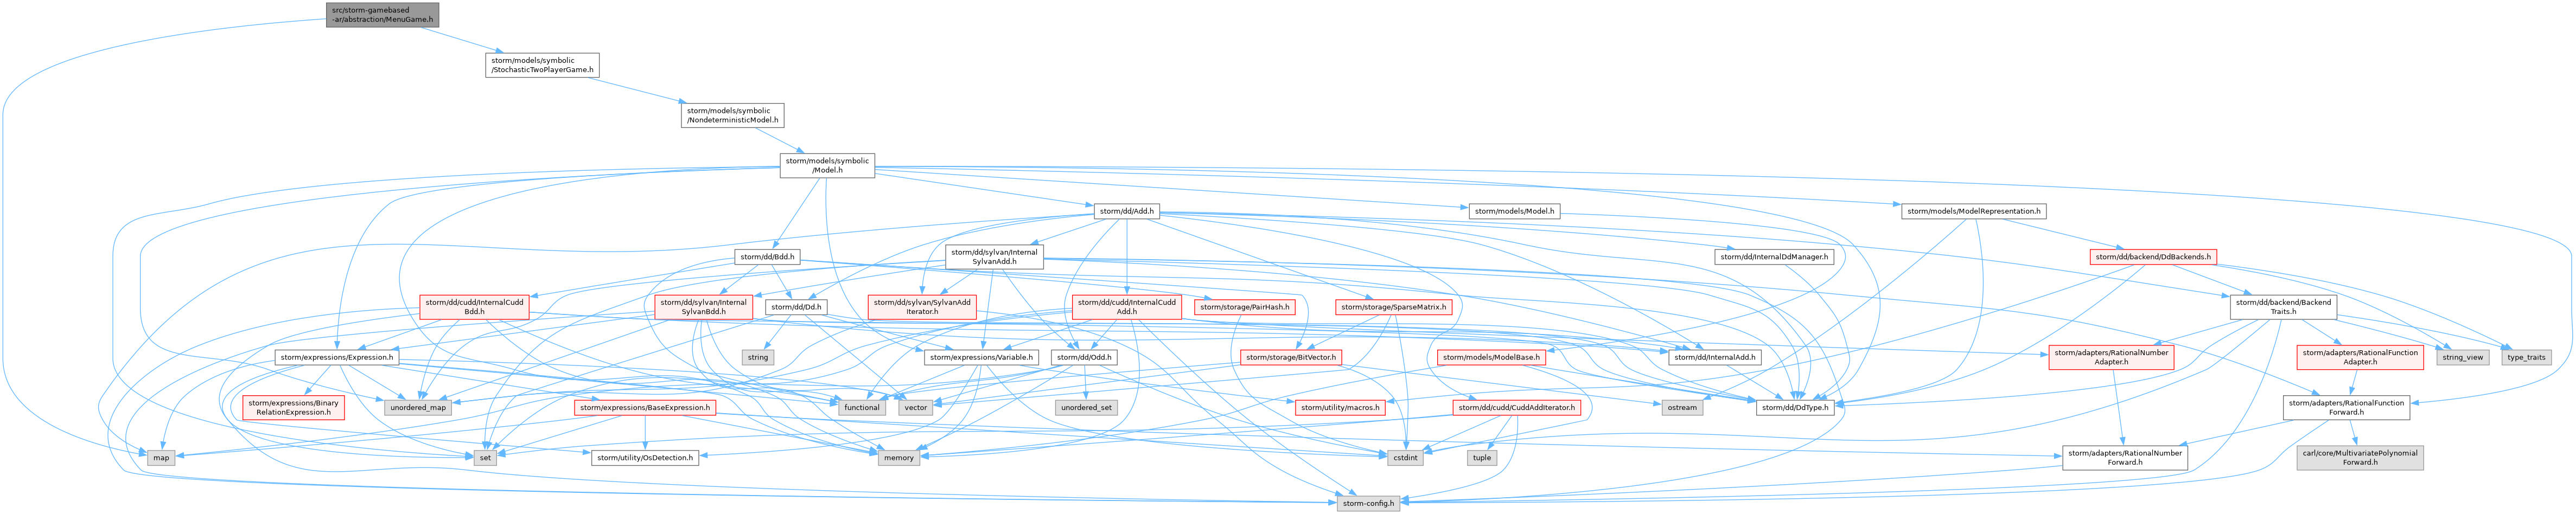 src/storm-gamebased
-ar/abstraction/MenuGame.h
storm/models/symbolic
/StochasticTwoPlayerGame.h
storm/models/symbolic
/NondeterministicModel.h
storm/models/symbolic
/Model.h
storm/dd/Add.h
storm/models/Model.h
storm/models/ModelRepresentation.h
storm/dd/Bdd.h
storm/dd/sylvan/Internal
SylvanAdd.h
storm/dd/InternalDdManager.h
storm/dd/backend/DdBackends.h
storm/dd/cudd/InternalCudd
Bdd.h
storm/dd/sylvan/Internal
SylvanBdd.h
storm/dd/Dd.h
storm/dd/sylvan/SylvanAdd
Iterator.h
storm/dd/cudd/InternalCudd
Add.h
storm/storage/PairHash.h
storm/storage/SparseMatrix.h
storm/dd/backend/Backend
Traits.h
storm/expressions/Expression.h
string
storm/expressions/Variable.h
storm/dd/Odd.h
storm/storage/BitVector.h
storm/models/ModelBase.h
storm/dd/InternalAdd.h
storm/adapters/RationalNumber
Adapter.h
storm/adapters/RationalFunction
Adapter.h
string_view
type_traits
storm/expressions/Binary
RelationExpression.h
unordered_map
storm/expressions/BaseExpression.h
functional
vector
unordered_set
storm/utility/macros.h
storm/dd/cudd/CuddAddIterator.h
ostream
storm/dd/DdType.h
storm/adapters/RationalFunction
Forward.h
map
set
storm/utility/OsDetection.h
memory
cstdint
tuple
storm/adapters/RationalNumber
Forward.h
carl/core/MultivariatePolynomial
Forward.h
storm-config.h